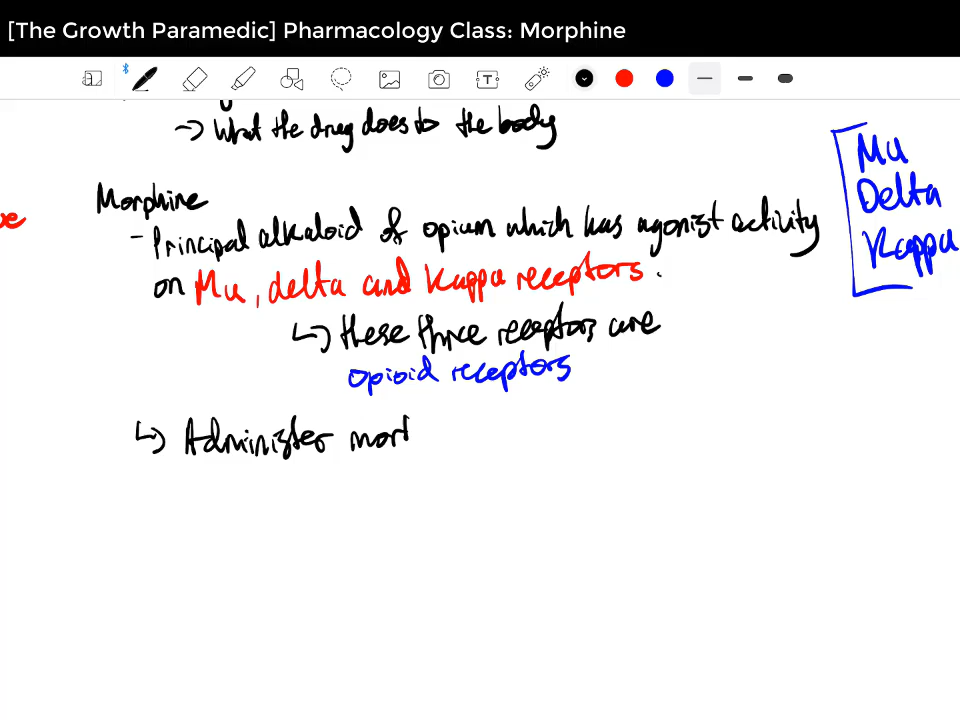 [The Growth Paramedic] Pharmacology Class: Morphine
→ What the drug does to the body
Mu
Delta
Kappa
Morphine
- Principal alkaloid of opium which has agonist activity
on Mu, delta and Kappa receptors.
↳ these three receptors are
opioid receptors
↳ Administer